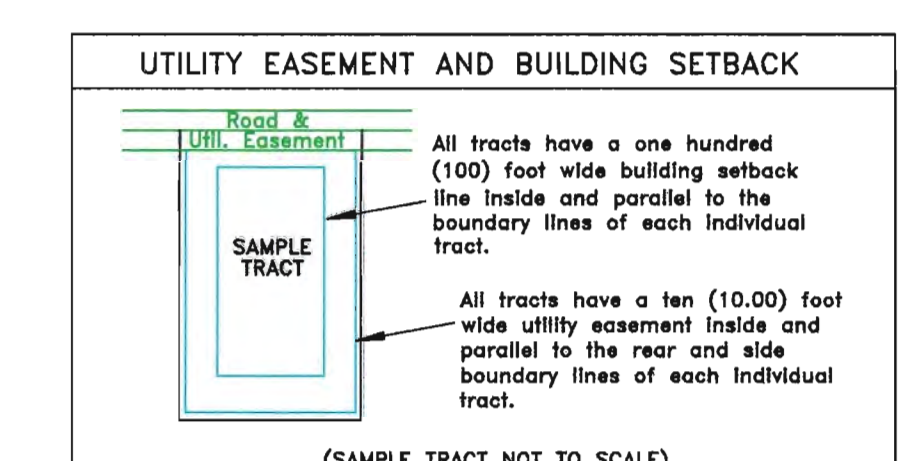 UTILITY EASEMENT AND BUILDING SETBACK
Road &
Util. Easement
All tracts have a one hundred
(100) foot wide building setback
line inside and parallel to the
boundary lines of each individual
tract.
SAMPLE
TRACT
All tracts have a ten (10.00) foot
wide utility easement inside and
parallel to the rear and side
boundary lines of each individual
tract.
(SAMPLE TRACT NOT TO SCALE)